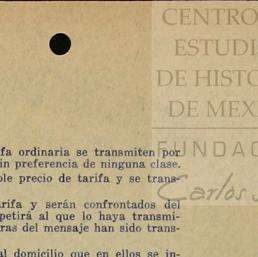 CENTRO
ESTUDI
DE HISTO
DE MEX
FUNDAC
Carlos S
fa ordinaria se transmiten por
in preferencia de ninguna clase.
ble precio de tarifa y se trans-
arifa y serán confrontados del
petirá al que lo haya transmi-
ras del mensaje han sido trans-
al domicilio que en ellos se in-